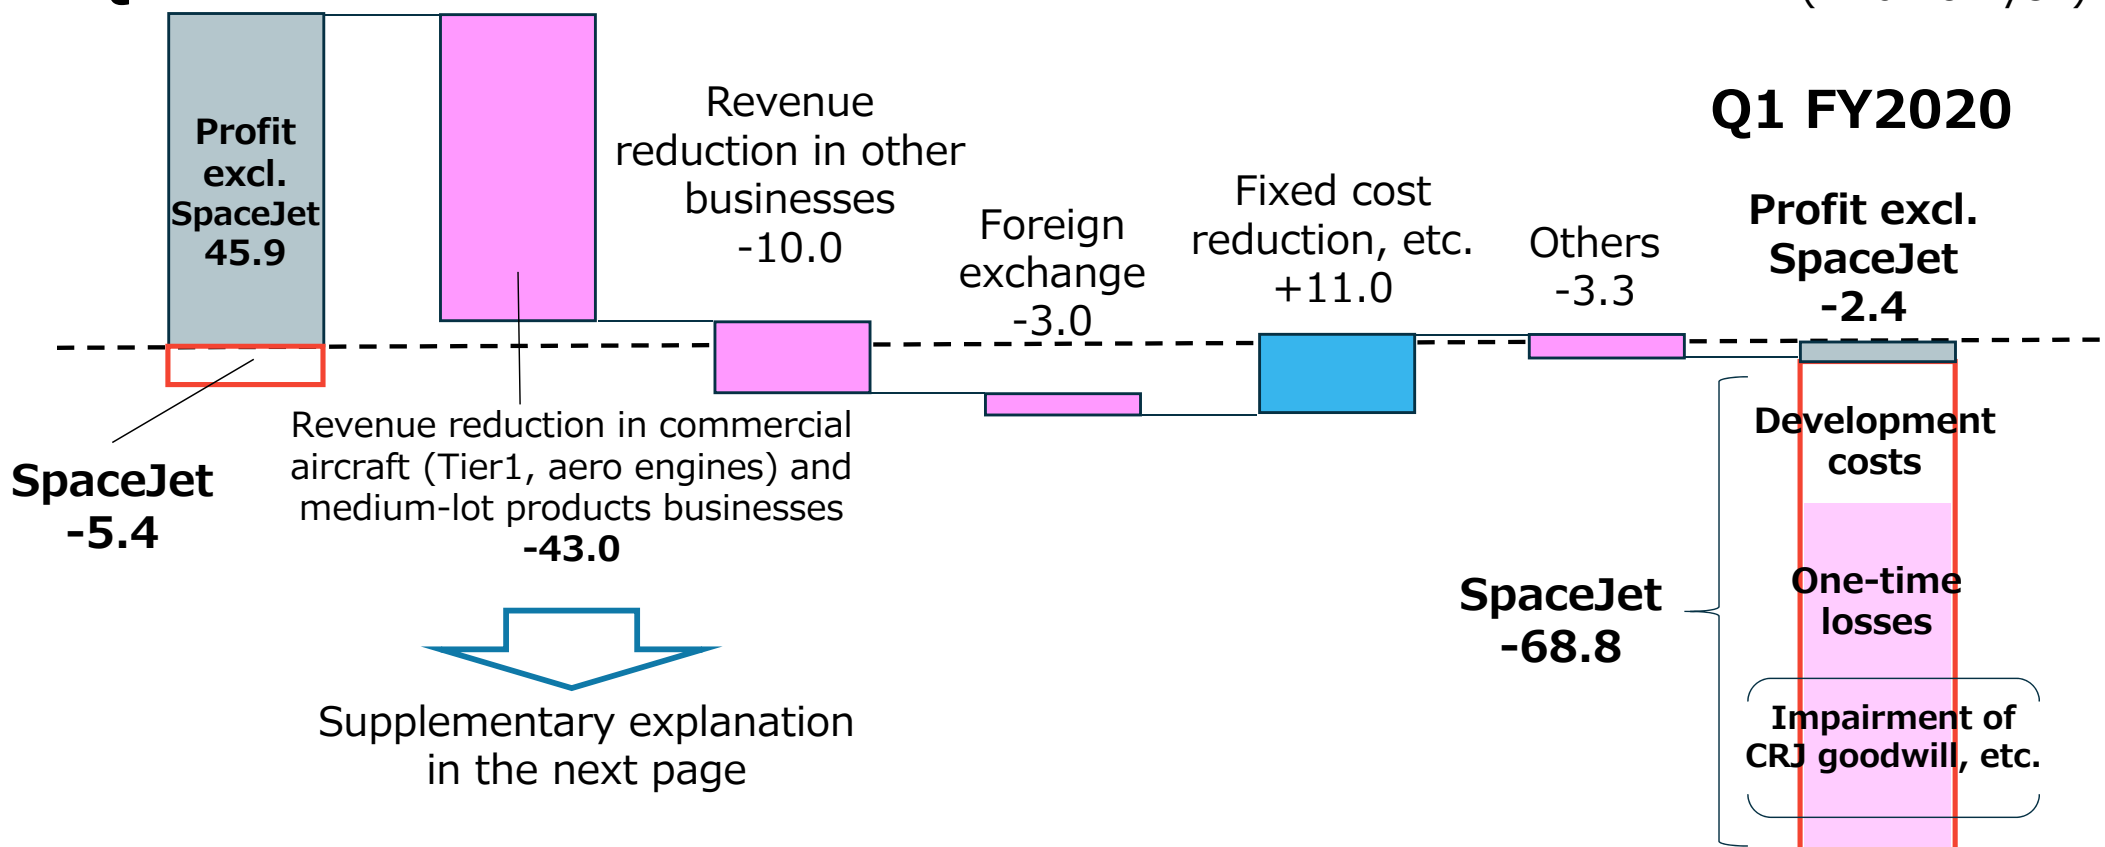 Profit
excl.
SpaceJet
45.9
SpaceJet
-5.4
Revenue reduction in commercial
aircraft (Tier1, aero engines) and
medium-lot products businesses
-43.0
Supplementary explanation
in the next page
Revenue
reduction in other
businesses
-10.0
Foreign
exchange
-3.0
Fixed cost
reduction, etc.
+11.0
Others
-3.3
Q1 FY2020
Profit excl.
SpaceJet
-2.4
SpaceJet
-68.8
Development
costs
One-time
losses
Impairment of
CRJ goodwill, etc.